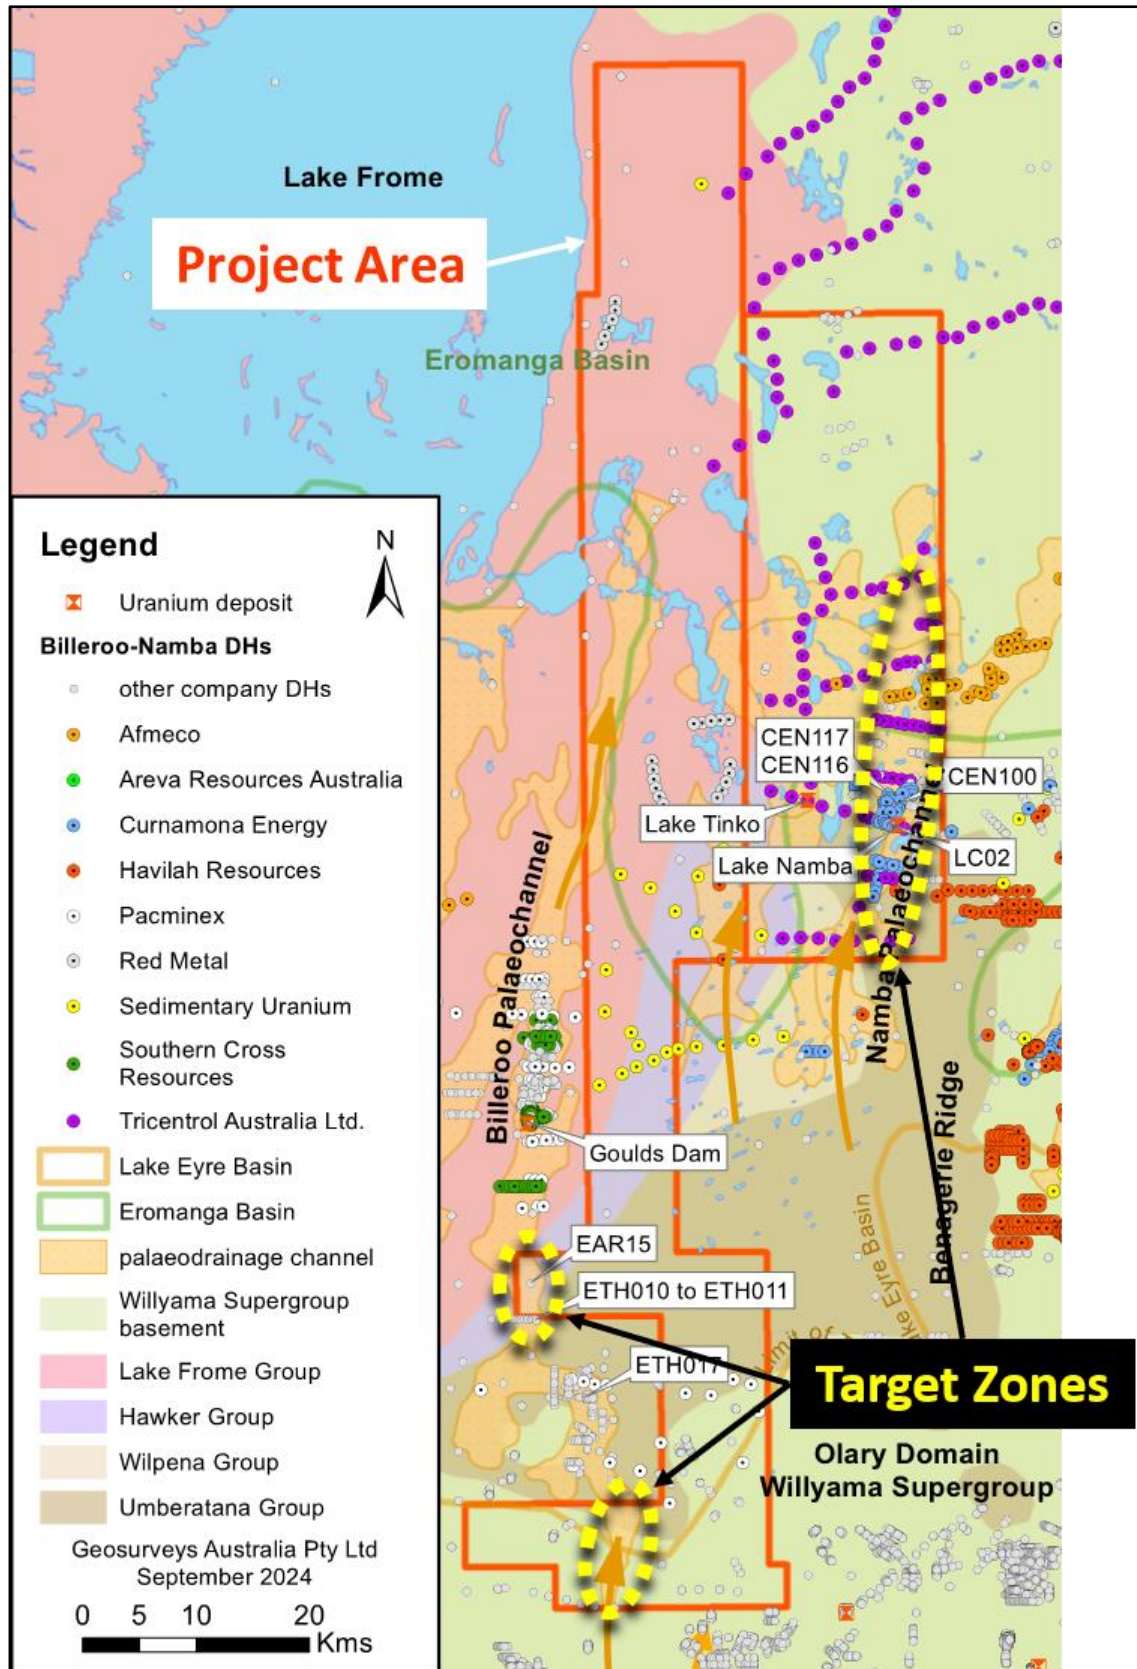 Lake Frome
Project Area
Eromanga Basin
Legend
N
Uranium deposit
Billeroo-Namba DHs
other company DHs
Afmeco
Areva Resources Australia
Curnamona Energy
Havilah Resources
Pacminex
Red Metal
Sedimentary Uranium
Southern Cross
Resources
Tricentrol Australia Ltd.
Lake Eyre Basin
Eromanga Basin
palaeodrainage channel
Willyama Supergroup
basement
Lake Frome Group
Hawker Group
Wilpena Group
Umberatana Group
Geosurveys Australia Pty Ltd
September 2024
0 5 10 20
Kms
CEN117
CEN116
CEN100
Lake Tinko
Lake Namba
LC02
Billeroo Palaeochannel
Namba Palaeochannel
Goulds Dam
Benagerie Ridge
EAR15
ETH010 to ETH011
ETH017
Limit of
Lake Eyre Basin
Target Zones
Olary Domain
Willyama Supergroup